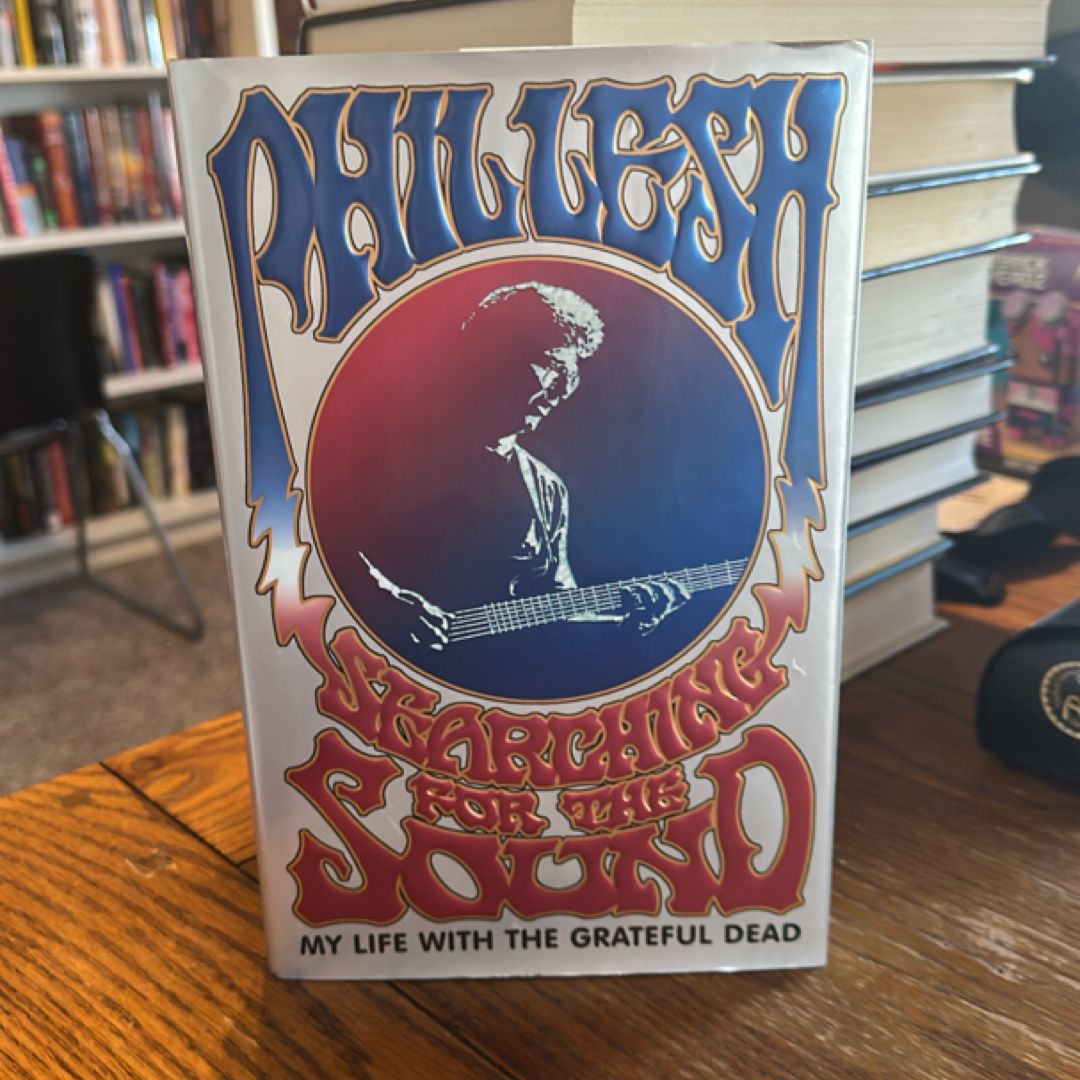 PHIL LESH
SEARCHING
FOR THE
SOUND
MY LIFE WITH THE GRATEFUL DEAD